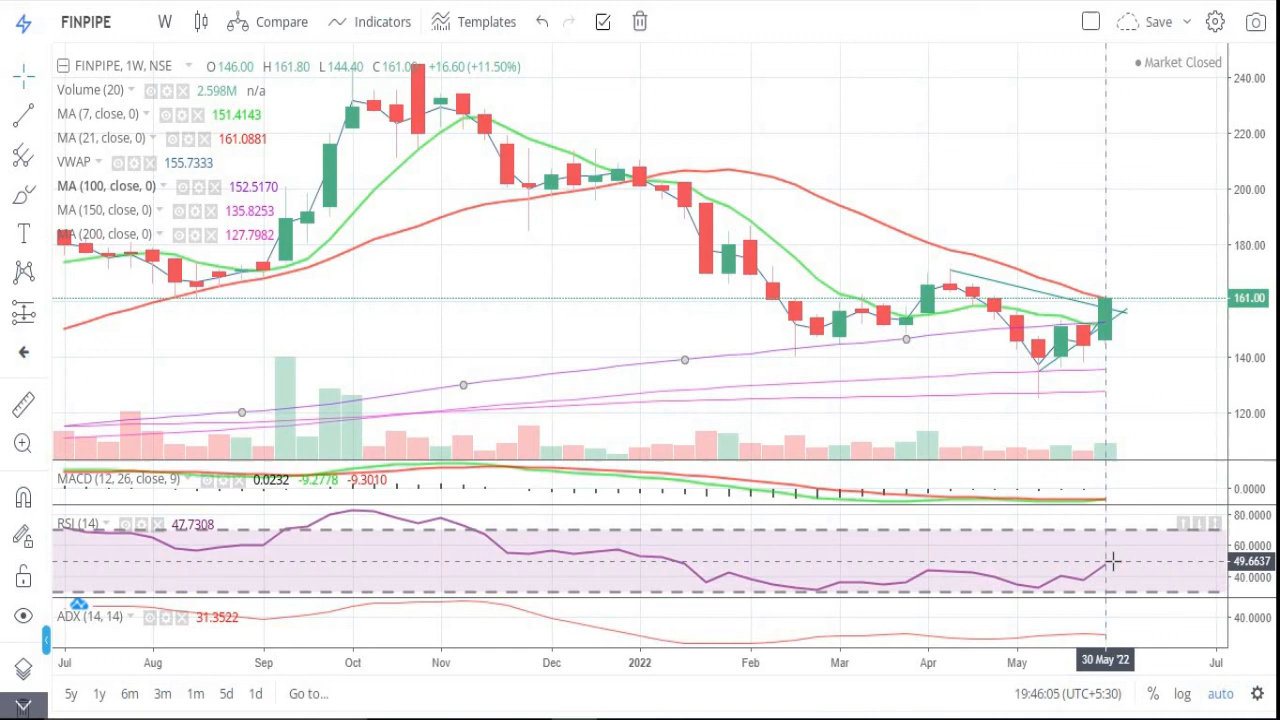 FINPIPE W Compare Indicators Templates Save
FINPIPE, 1W, NSE O 146.00 H 161.80 L 144.40 C 161.00 +16.60 (+11.50%)
Market Closed
Volume (20) 2.598M n/a
MA (7, close, 0) 151.4143
MA (21, close, 0) 161.0881
VWAP 155.7333
MA (100, close, 0) 152.5170
MA (150, close, 0) 135.8253
MA (200, close, 0) 127.7982
240.00
220.00
200.00
180.00
161.00
140.00
120.00
MACD (12, 26, close, 9) 0.0232 -9.2778 -9.3010
0.0000
RSI (14) 47.7308
80.0000
60.0000
49.6637
40.0000
ADX (14, 14) 31.3522
40.0000
Jul Aug Sep Oct Nov Dec 2022 Feb Mar Apr May 30 May '22 Jul
5y 1y 6m 3m 1m 5d 1d Go to... 19:46:05 (UTC+5:30) % log auto